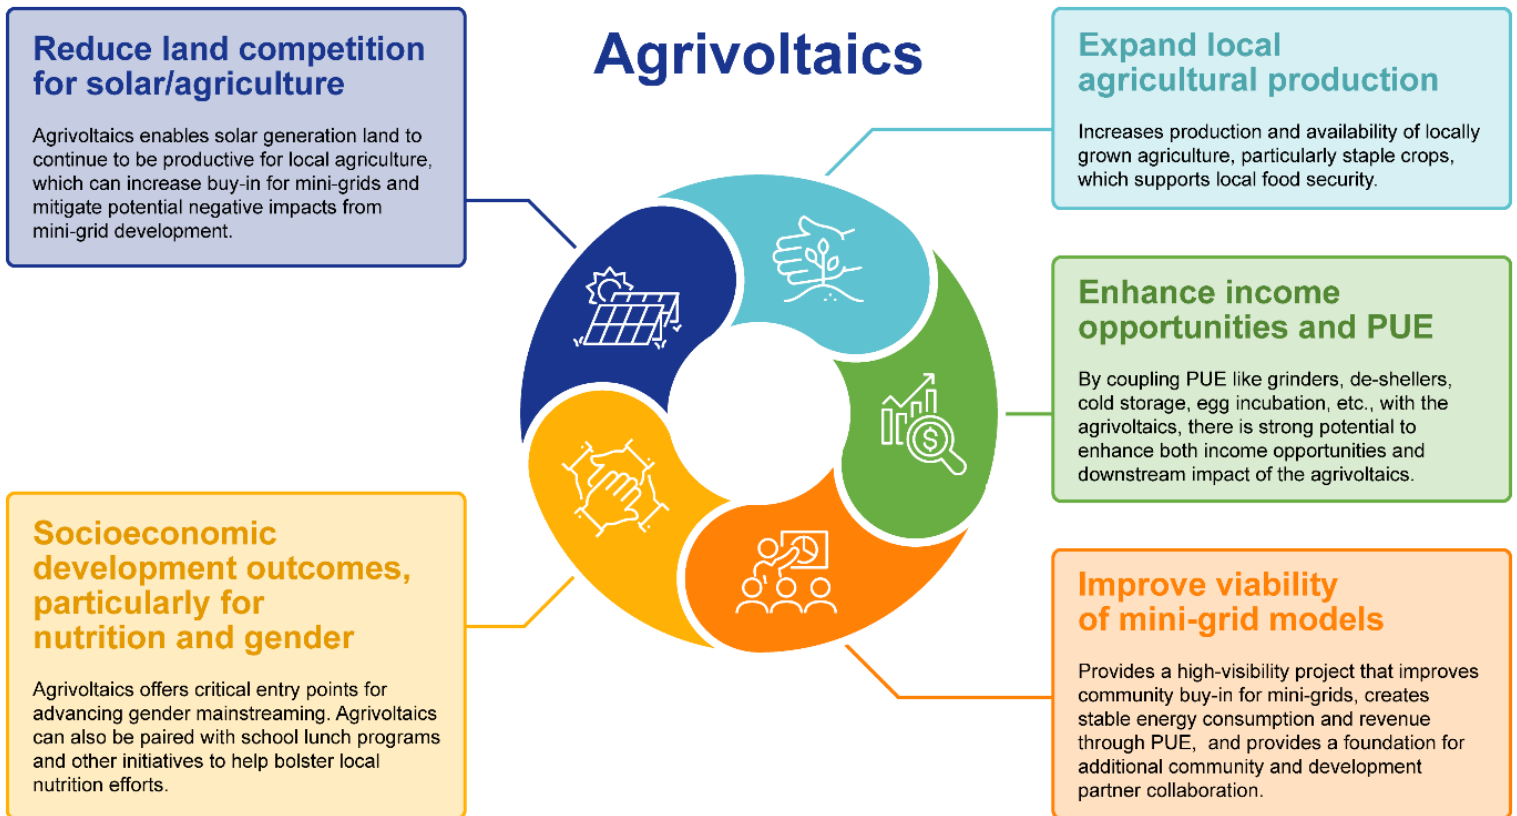 Agrivoltaics
Reduce land competition
for solar/agriculture
Agrivoltaics enables solar generation land to
continue to be productive for local agriculture,
which can increase buy-in for mini-grids and
mitigate potential negative impacts from
mini-grid development.
Expand local
agricultural production
Increases production and availability of locally
grown agriculture, particularly staple crops,
which supports local food security.
Enhance income
opportunities and PUE
By coupling PUE like grinders, de-shellers,
cold storage, egg incubation, etc., with the
agrivoltaics, there is strong potential to
enhance both income opportunities and
downstream impact of the agrivoltaics.
$
Improve viability
of mini-grid models
Provides a high-visibility project that improves
community buy-in for mini-grids, creates
stable energy consumption and revenue
through PUE,  and provides a foundation for
additional community and development
partner collaboration.
Socioeconomic
development outcomes,
particularly for
nutrition and gender
Agrivoltaics offers critical entry points for
advancing gender mainstreaming. Agrivoltaics
can also be paired with school lunch programs
and other initiatives to help bolster local
nutrition efforts.